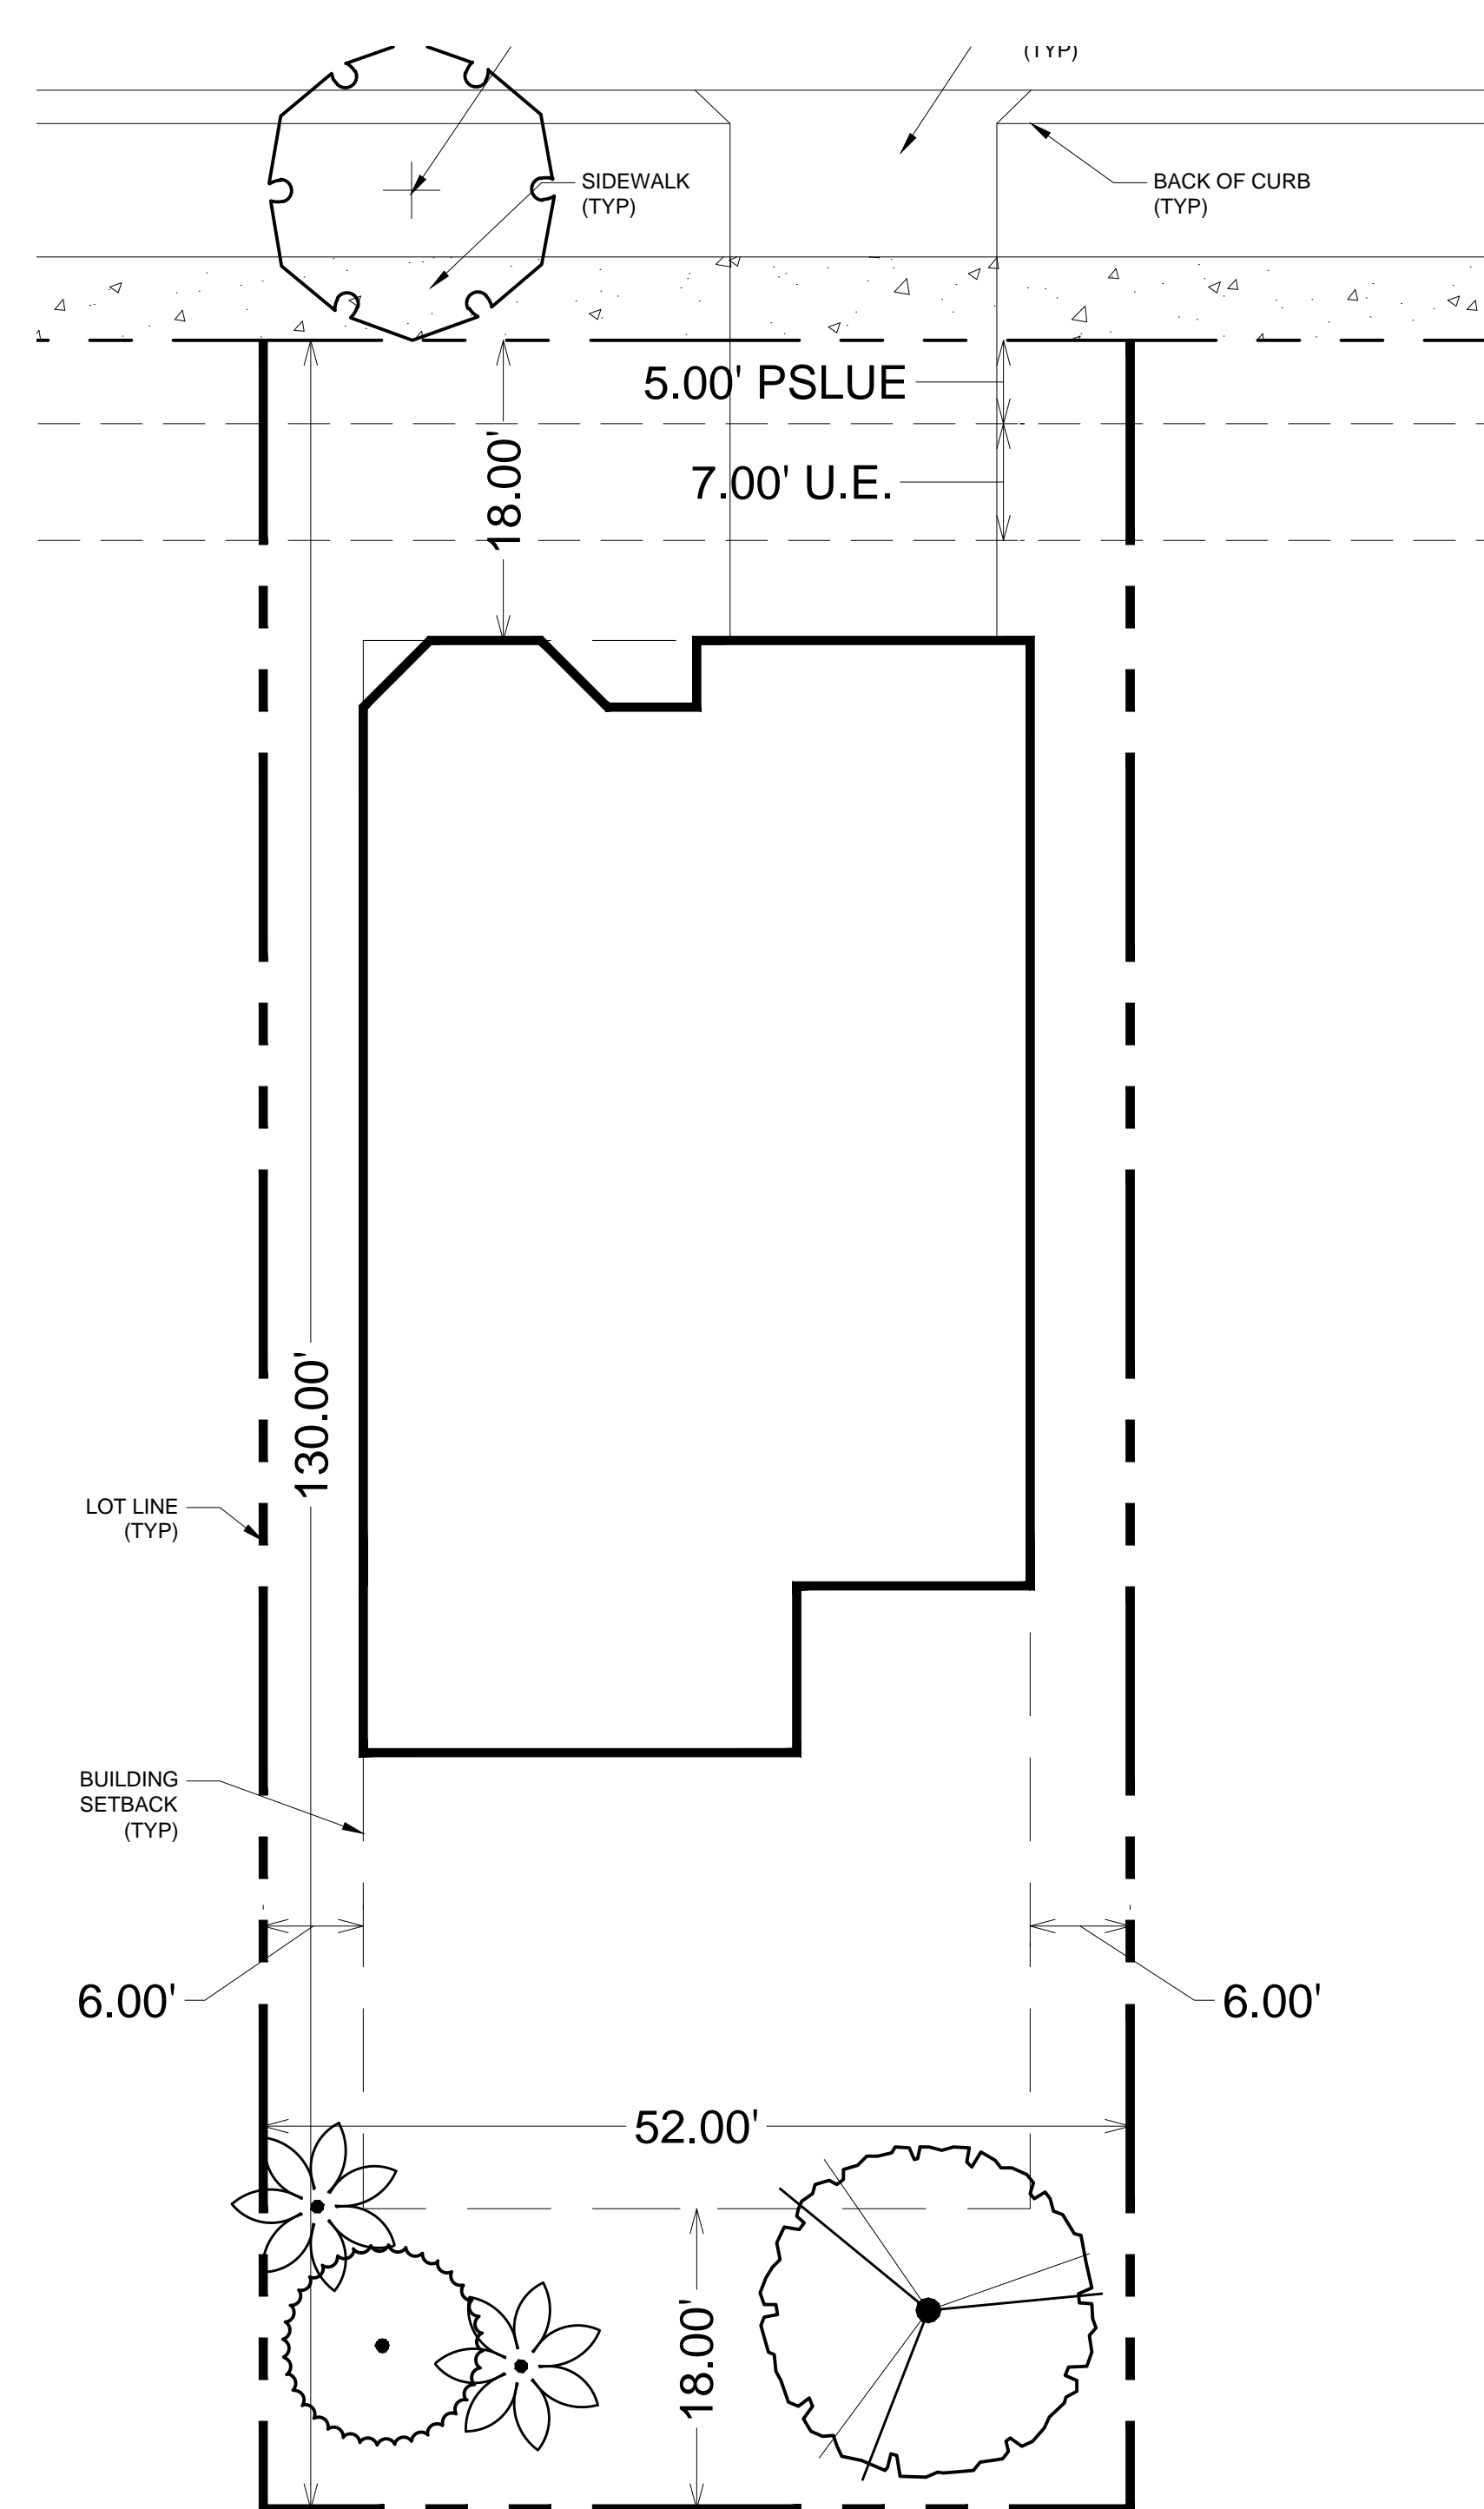 (TYP)
SIDEWALK
(TYP)
BACK OF CURB
(TYP)
5.00' PSLUE
18.00'
7.00' U.E.
130.00'
LOT LINE
(TYP)
BUILDING
SETBACK
(TYP)
6.00'
6.00'
52.00'
18.00'